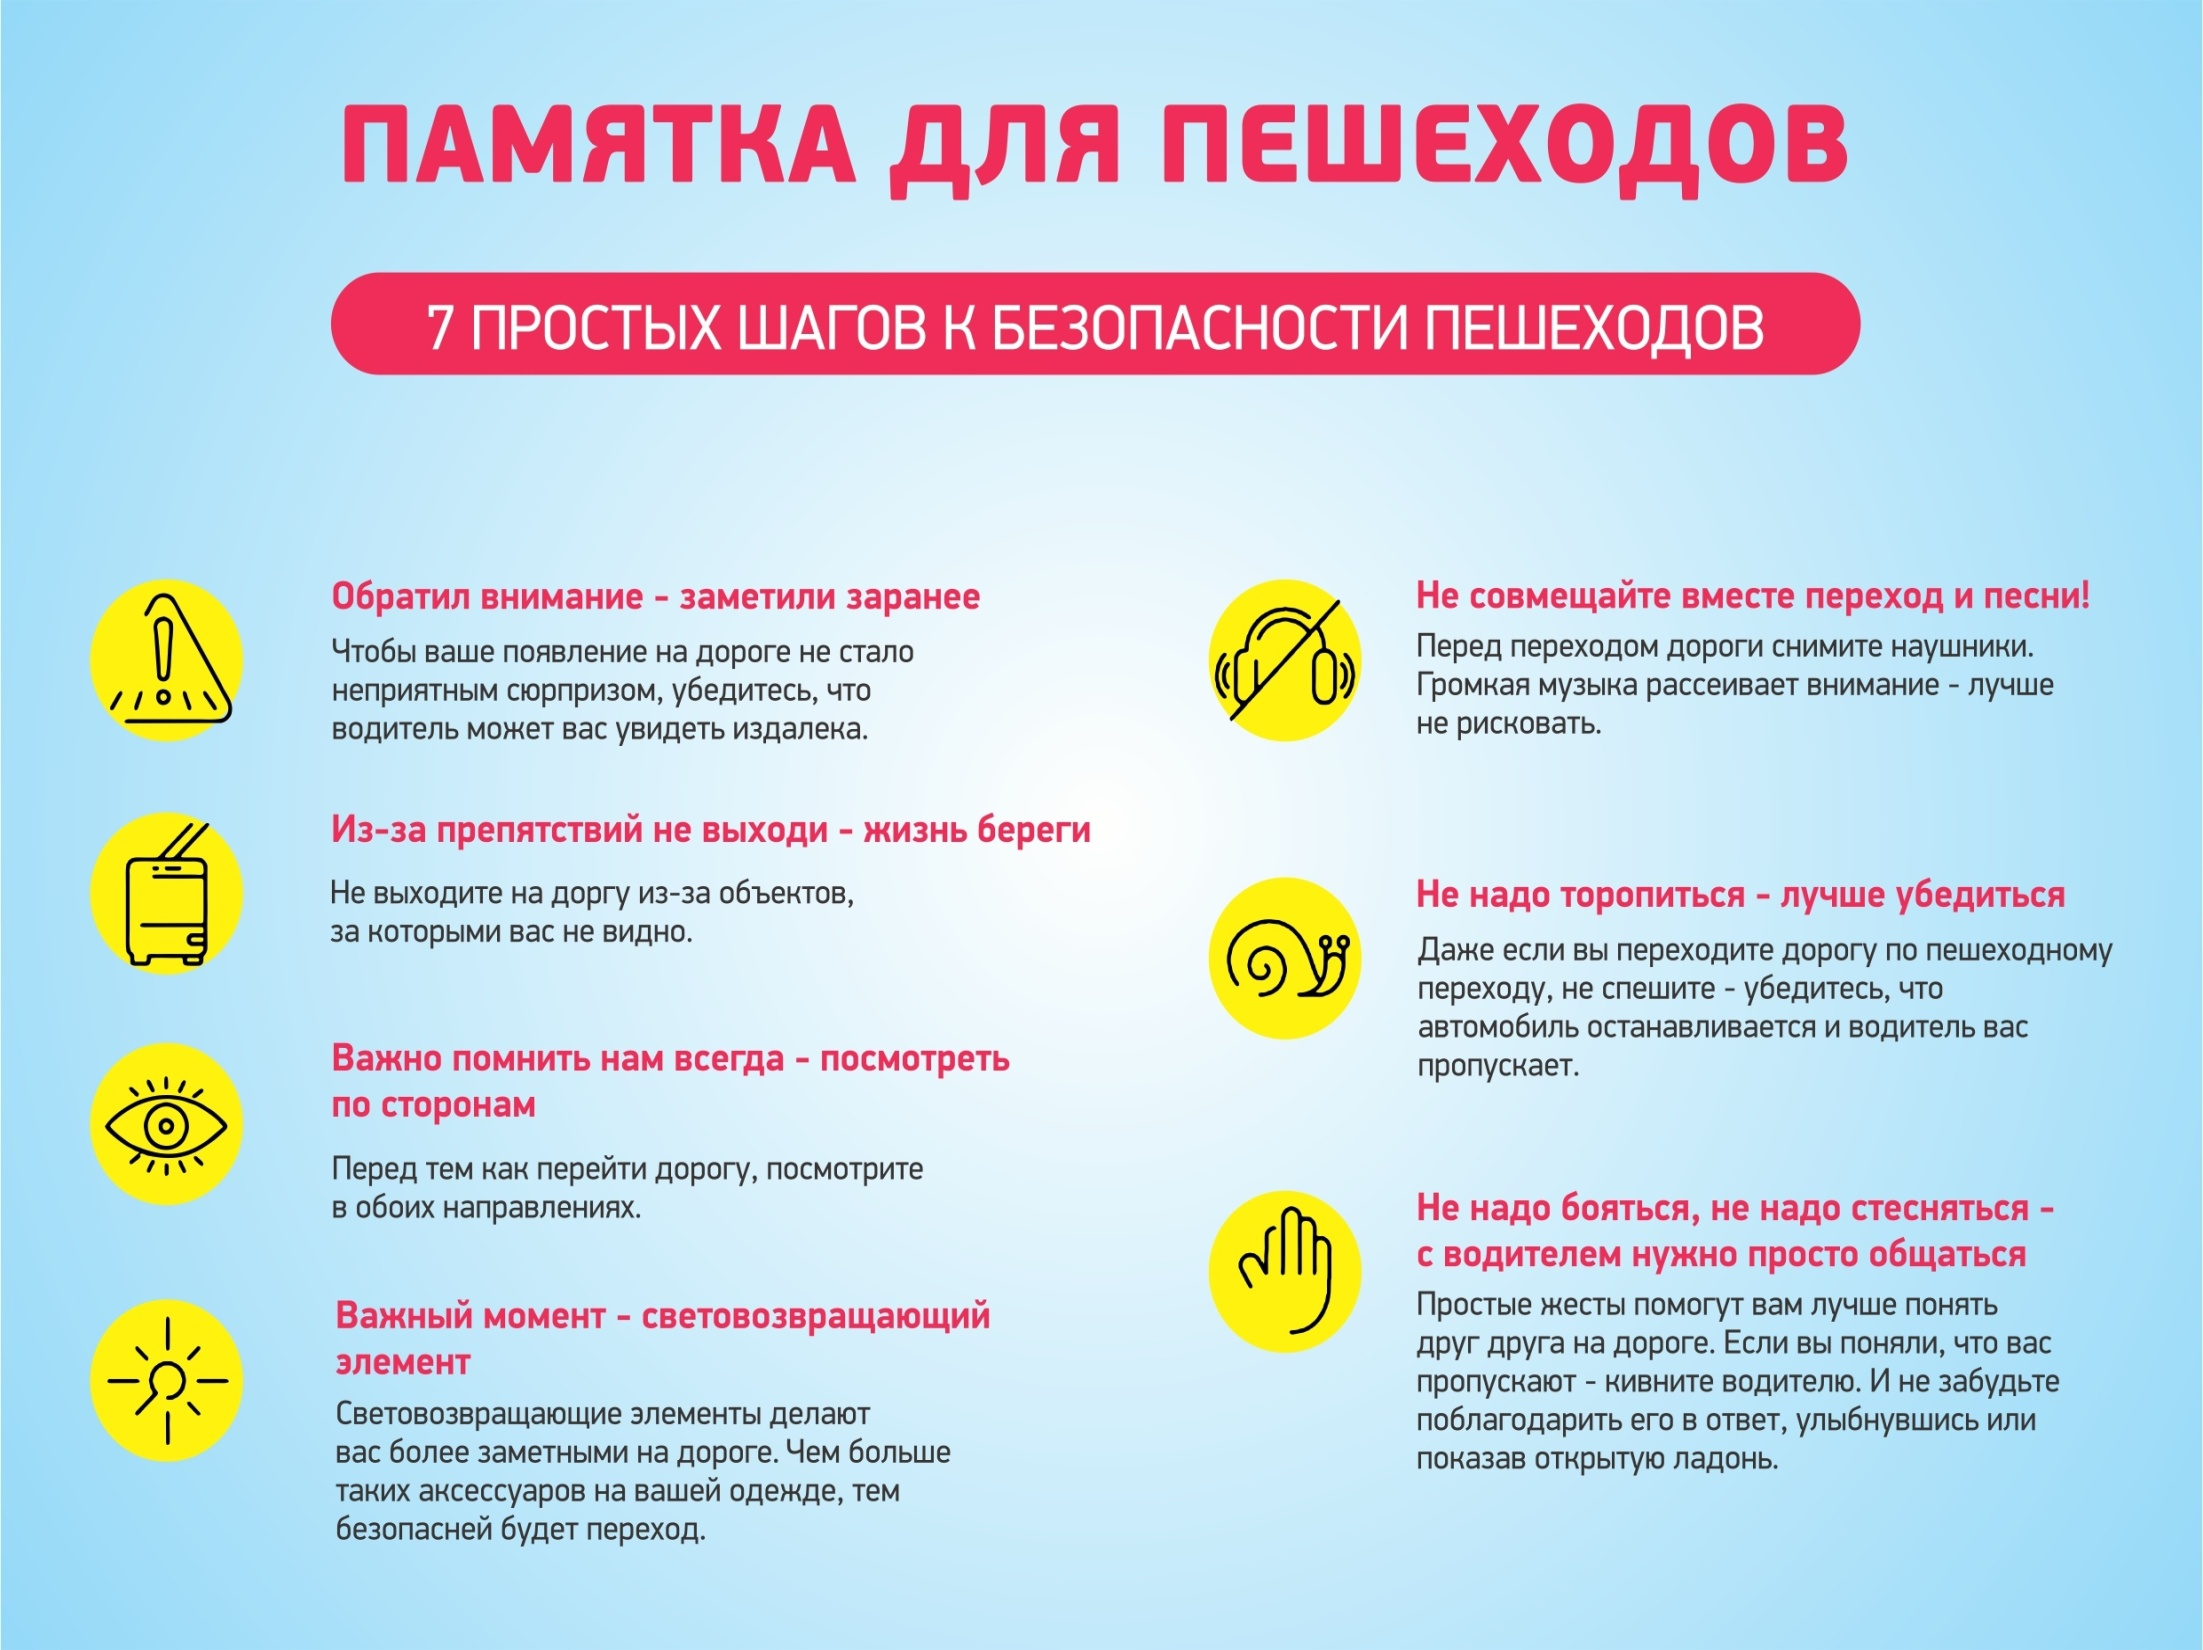 ПАМЯТКА ДЛЯ ПЕШЕХОДОВ
7 ПРОСТЫХ ШАГОВ К БЕЗОПАСНОСТИ ПЕШЕХОДОВ
Обратил внимание - заметили заранее
Чтобы ваше появление на дороге не стало
неприятным сюрпризом, убедитесь, что
водитель может вас увидеть издалека.
Из-за препятствий не выходи - жизнь береги
Не выходите на доргу из-за объектов,
за которыми вас не видно.
Важно помнить нам всегда - посмотреть
по сторонам
Перед тем как перейти дорогу, посмотрите
в обоих направлениях.
Важный момент - световозвращающий
элемент
Световозвращающие элементы делают
вас более заметными на дороге. Чем больше
таких аксессуаров на вашей одежде, тем
безопасней будет переход.
Не совмещайте вместе переход и песни!
Перед переходом дороги снимите наушники.
Громкая музыка рассеивает внимание - лучше
не рисковать.
Не надо торопиться - лучше убедиться
Даже если вы переходите дорогу по пешеходному
переходу, не спешите - убедитесь, что
автомобиль останавливается и водитель вас
пропускает.
Не надо бояться, не надо стесняться -
с водителем нужно просто общаться
Простые жесты помогут вам лучше понять
друг друга на дороге. Если вы поняли, что вас
пропускают - кивните водителю. И не забудьте
поблагодарить его в ответ, улыбнувшись или
показав открытую ладонь.